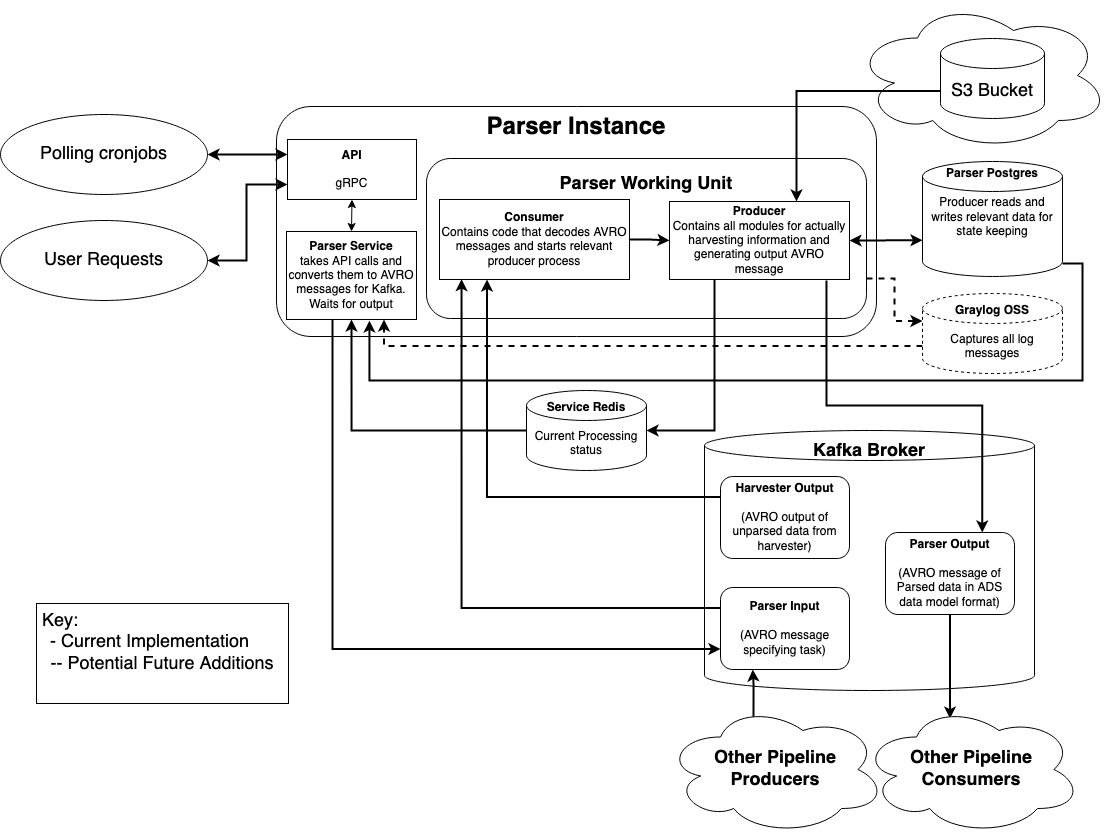 S3 Bucket
Parser Instance
Polling cronjobs
API
gRPC
User Requests
Parser Service
takes API calls and
converts them to AVRO
messages for Kafka.
Waits for output
Parser Working Unit
Consumer
Contains code that decodes AVRO
messages and starts relevant
producer process
Producer
Contains all modules for actually
harvesting information and
generating output AVRO
message
Parser Postgres
Producer reads and
writes relevant data for
state keeping
Graylog OSS
Captures all log
messages
Service Redis
Current Processing
status
Kafka Broker
Harvester Output
(AVRO output of
unparsed data from
harvester)
Parser Output
(AVRO message of
Parsed data in ADS
data model format)
Parser Input
(AVRO message
specifying task)
Key:
- Current Implementation
-- Potential Future Additions
Other Pipeline
Producers
Other Pipeline
Consumers